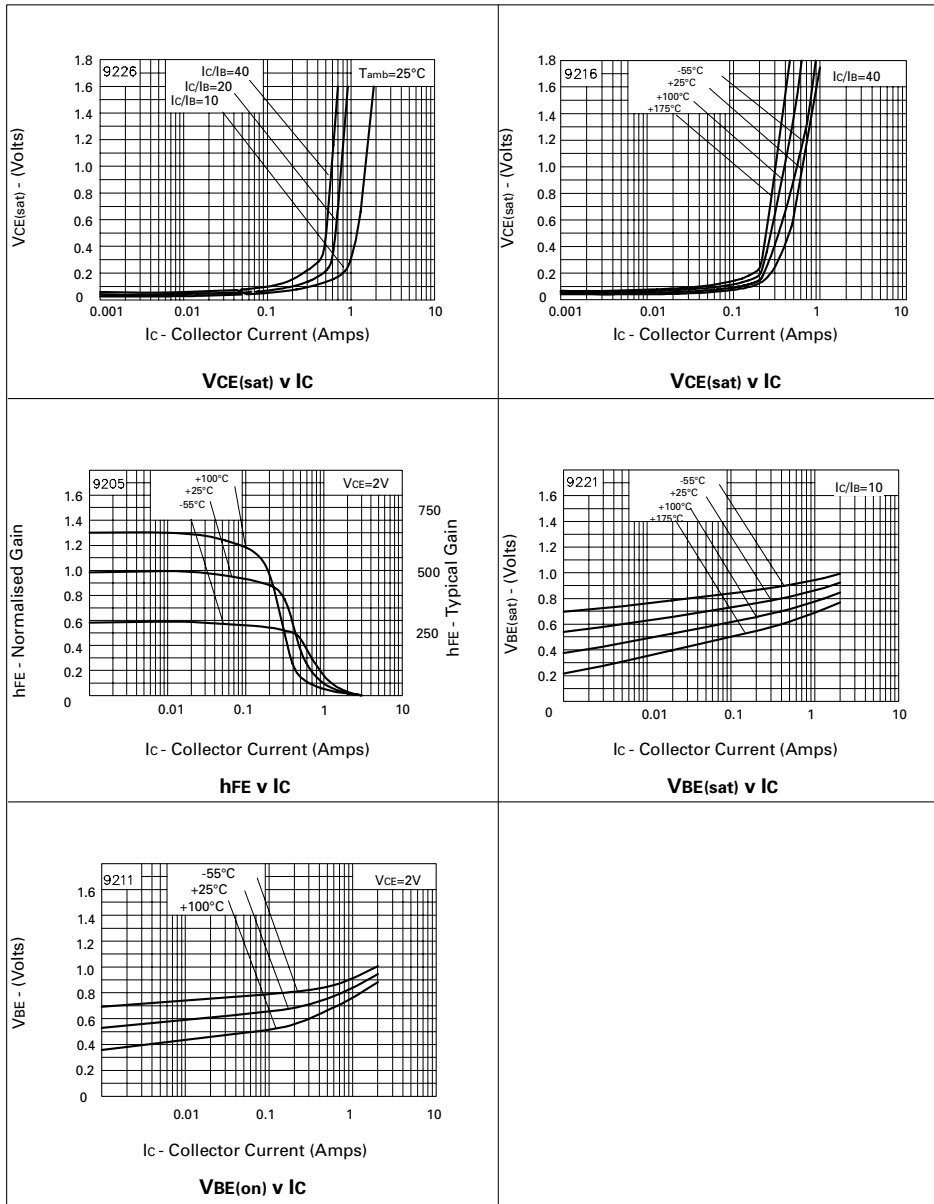 9226
IC/IB=40
IC/IB=20
IC/IB=10
Tamb=25°C
1.8
1.6
1.4
1.2
1.0
0.8
0.6
0.4
0.2
0
0.001
0.01
0.1
1
10
VCE(sat) - (Volts)
IC - Collector Current (Amps)
VCE(sat) v IC
9216
-55°C
+25°C
+100°C
+175°C
IC/IB=40
1.8
1.6
1.4
1.2
1.0
0.8
0.6
0.4
0.2
0
0.001
0.01
0.1
1
10
VCE(sat) - (Volts)
IC - Collector Current (Amps)
VCE(sat) v IC
9205
+100°C
+25°C
-55°C
VCE=2V
1.6
1.4
1.2
1.0
0.8
0.6
0.4
0.2
0
750
500
250
0.01
0.1
1
10
hFE - Normalised Gain
hFE - Typical Gain
IC - Collector Current (Amps)
hFE v IC
9221
-55°C
+25°C
+100°C
+175°C
IC/IB=10
1.6
1.4
1.2
1.0
0.8
0.6
0.4
0.2
0
0.01
0.1
1
10
VBE(sat) - (Volts)
IC - Collector Current (Amps)
VBE(sat) v IC
9211
-55°C
+25°C
+100°C
VCE=2V
1.6
1.4
1.2
1.0
0.8
0.6
0.4
0.2
0
0.01
0.1
1
10
VBE - (Volts)
IC - Collector Current (Amps)
VBE(on) v IC